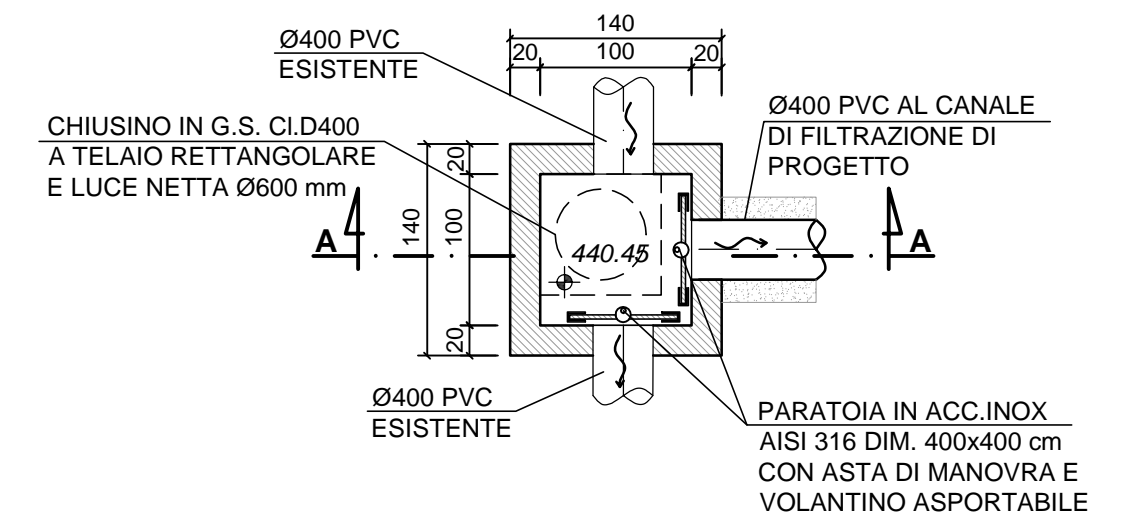 140
20 100 20
Ø400 PVC
ESISTENTE
CHIUSINO IN G.S. Cl.D400
A TELAIO RETTANGOLARE
E LUCE NETTA Ø600 mm
Ø400 PVC AL CANALE
DI FILTRAZIONE DI
PROGETTO
140
20
100
20
A
A
440.45
Ø400 PVC
ESISTENTE
PARATOIA IN ACC.INOX
AISI 316 DIM. 400x400 cm
CON ASTA DI MANOVRA E
VOLANTINO ASPORTABILE